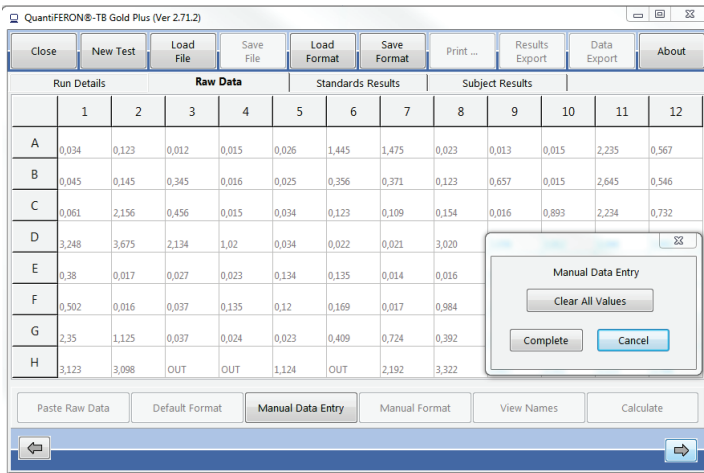 QuantiFERON®-TB Gold Plus (Ver 2.71.2)
Close New Test Load File Save File Load Format Save Format Print ... Results Export Data Export About
Run Details Raw Data Standards Results Subject Results
1 2 3 4 5 6 7 8 9 10 11 12
A 0,034 0,123 0,012 0,015 0,026 1,445 1,475 0,023 0,013 0,015 2,235 0,567
B 0,045 0,145 0,345 0,016 0,025 0,356 0,371 0,123 0,657 0,015 2,645 0,546
C 0,061 2,156 0,456 0,015 0,034 0,123 0,109 0,154 0,016 0,893 2,234 0,732
D 3,248 3,675 2,134 1,02 0,034 0,022 0,021 3,020
E 0,38 0,017 0,027 0,023 0,134 0,135 0,014 0,016
F 0,502 0,016 0,037 0,135 0,12 0,169 0,017 0,984
G 2,35 1,125 0,037 0,024 0,023 0,409 0,724 0,392
H 3,123 3,098 OUT OUT 1,124 OUT 2,192 3,322
Manual Data Entry
Clear All Values
Complete Cancel
Paste Raw Data Default Format Manual Data Entry Manual Format View Names Calculate